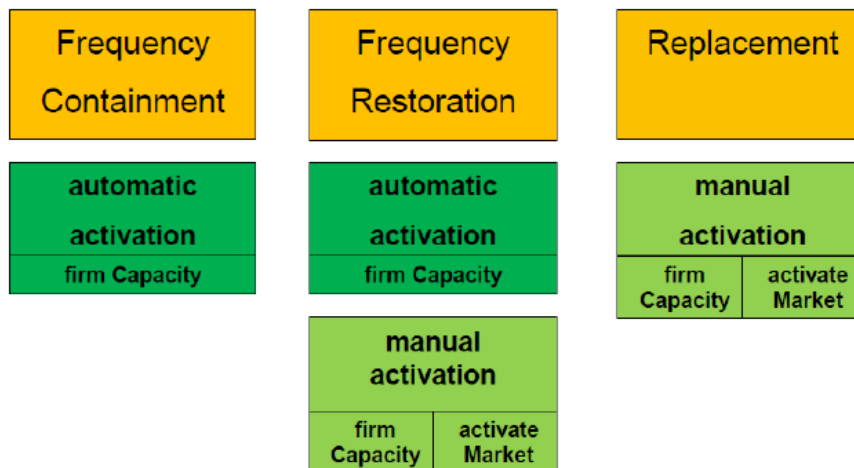 Frequency
Containment
automatic
activation
firm Capacity
Frequency
Restoration
automatic
activation
firm Capacity
manual
activation
firm
Capacity
activate
Market
Replacement
manual
activation
firm
Capacity
activate
Market